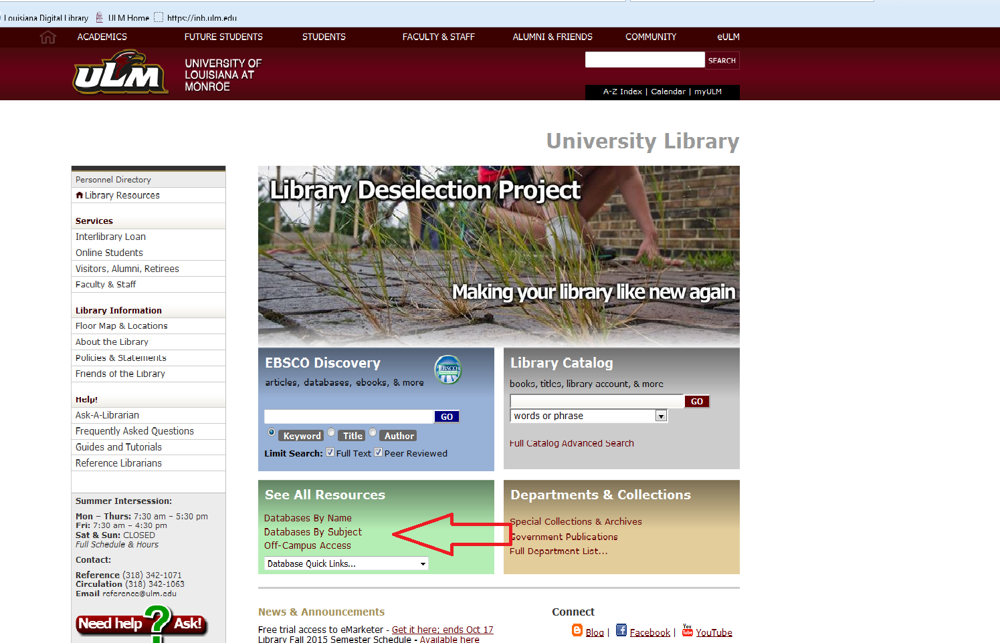 Louisiana Digital Library ULM Home https://inb.ulm.edu
ACADEMICS FUTURE STUDENTS STUDENTS FACULTY & STAFF ALUMNI & FRIENDS COMMUNITY eULM
ULM
UNIVERSITY OF
LOUISIANA AT
MONROE
SEARCH
A-Z Index | Calendar | myULM
University Library
Personnel Directory
Library Resources
Services
Interlibrary Loan
Online Students
Visitors, Alumni, Retirees
Faculty & Staff
Library Information
Floor Map & Locations
About the Library
Policies & Statements
Friends of the Library
Help!
Ask-A-Librarian
Frequently Asked Questions
Guides and Tutorials
Reference Librarians
Summer Intersession:
Mon – Thurs: 7:30 am – 5:30 pm
Fri: 7:30 am – 4:30 pm
Sat & Sun: CLOSED
Full Schedule & Hours
Contact:
Reference (318) 342-1071
Circulation (318) 342-1063
Email reference@ulm.edu
Need help ? Ask!
Library Deselection Project
Making your library like new again
EBSCO Discovery
EBSCO
articles, databases, ebooks, & more
GO
Keyword Title Author
Limit Search: Full Text Peer Reviewed
Library Catalog
books, titles, library account, & more
GO
words or phrase
Full Catalog Advanced Search
See All Resources
Databases By Name
Databases By Subject
Off-Campus Access
Database Quick Links...
Departments & Collections
Special Collections & Archives
Government Publications
Full Department List...
News & Announcements
Free trial access to eMarketer - Get it here; ends Oct 17
Library Fall 2015 Semester Schedule - Available here
Connect
Blog | Facebook | You Tube YouTube